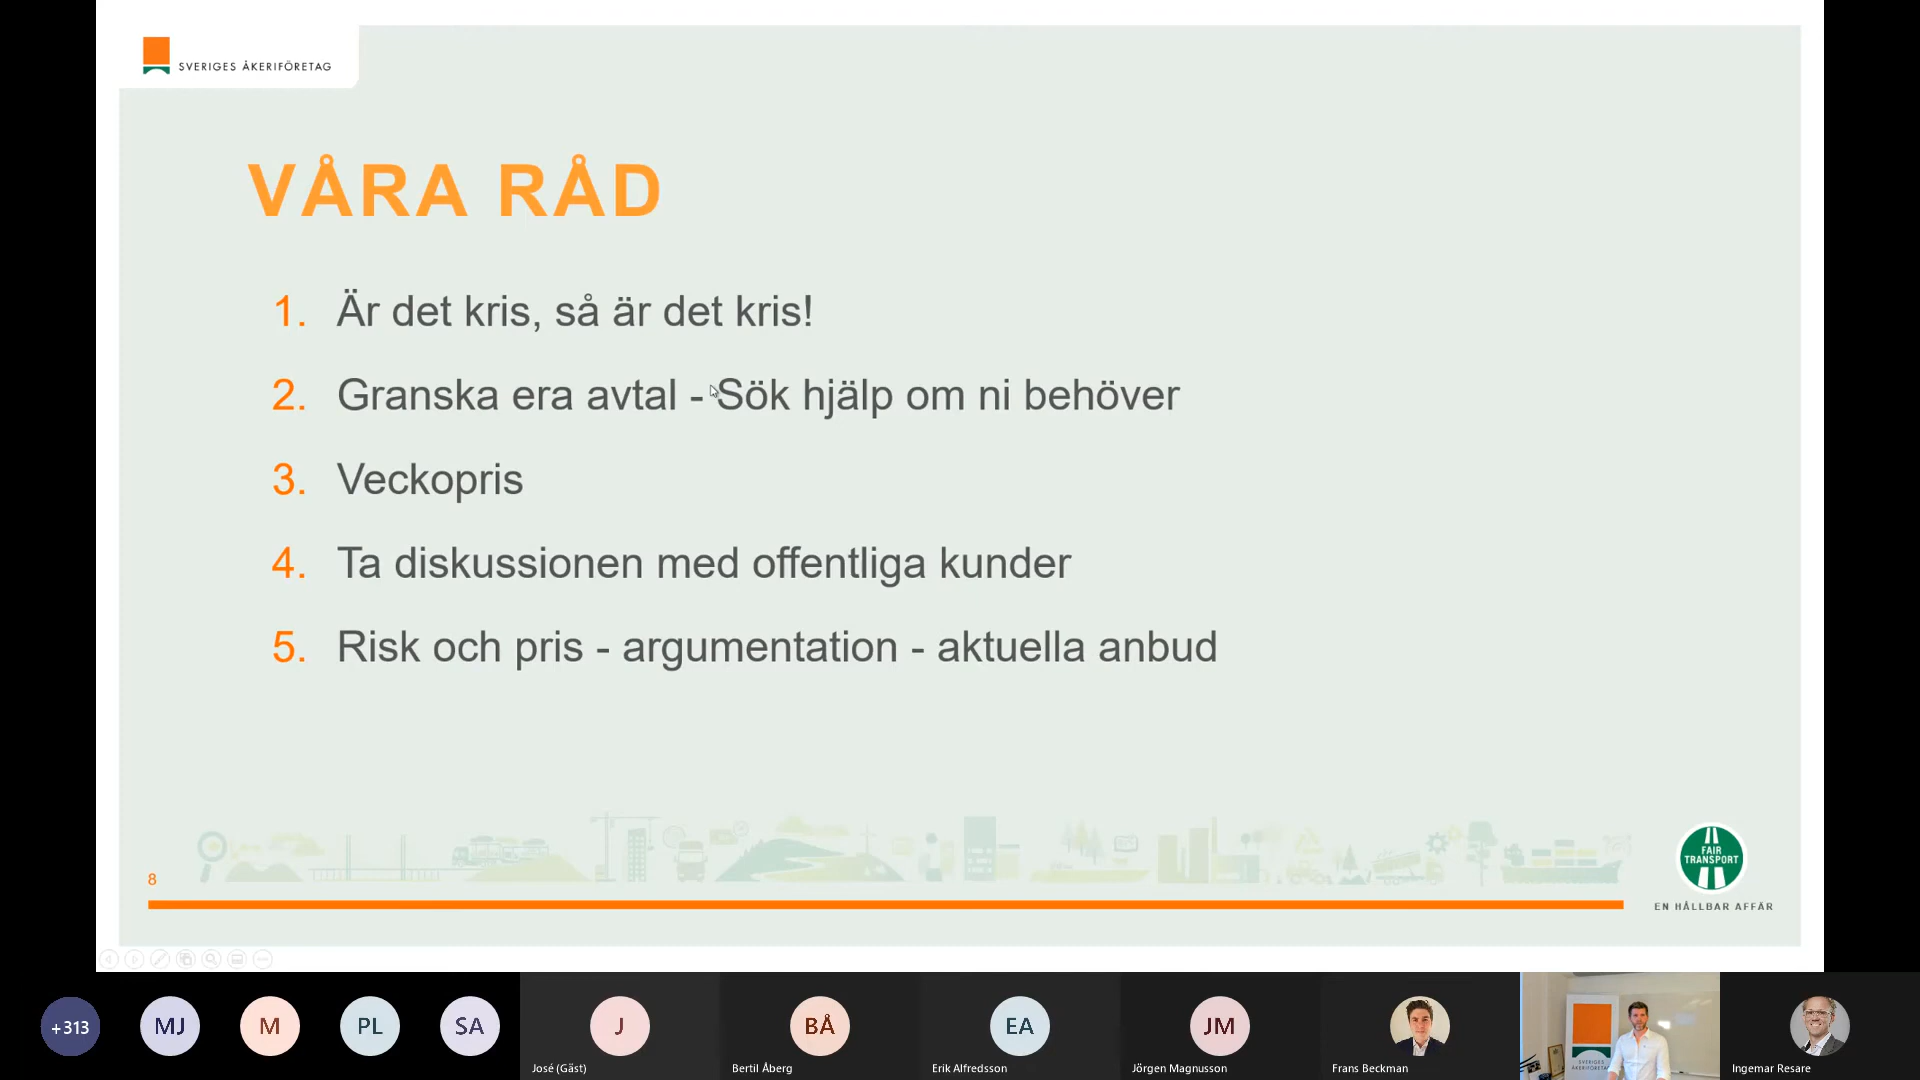 SVERIGES ÅKERIFÖRETAG
VÅRA RÅD
1. Är det kris, så är det kris!
2. Granska era avtal - Sök hjälp om ni behöver
3. Veckopris
4. Ta diskussionen med offentliga kunder
5. Risk och pris - argumentation - aktuella anbud
FAIR
TRANSPORT
8
EN HÅLLBAR AFFÄR
+313
MJ
M
PL
SA
J
BÅ
EA
JM
José (Gäst)
Bertil Åberg
Erik Alfredsson
Jörgen Magnusson
Frans Beckman
SVERIGES
ÅKERIFÖRETAG
Ingemar Resare